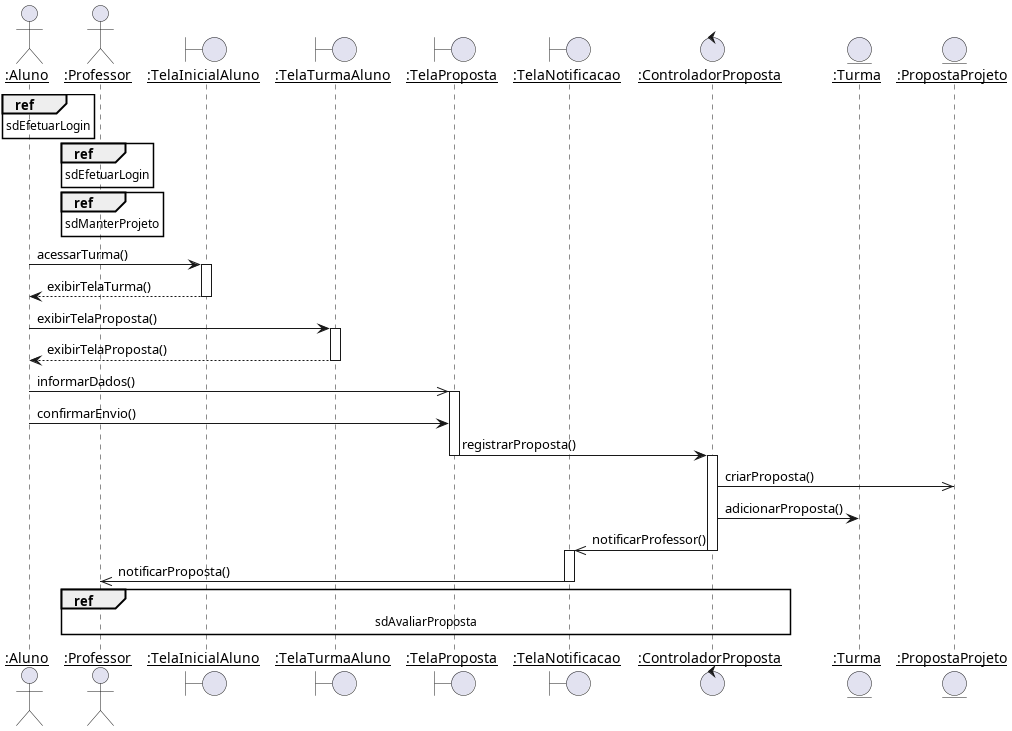 :Aluno :Professor :TelaInicialAluno :TelaTurmaAluno :TelaProposta :TelaNotificacao :ControladorProposta :Turma :PropostaProjeto
ref
sdEfetuarLogin
ref
sdEfetuarLogin
ref
sdManterProjeto
acessarTurma()
exibirTelaTurma()
exibirTelaProposta()
exibirTelaProposta()
informarDados()
confirmarEnvio()
registrarProposta()
criarProposta()
adicionarProposta()
notificarProfessor()
notificarProposta()
ref
sdAvaliarProposta
:Aluno :Professor :TelaInicialAluno :TelaTurmaAluno :TelaProposta :TelaNotificacao :ControladorProposta :Turma :PropostaProjeto